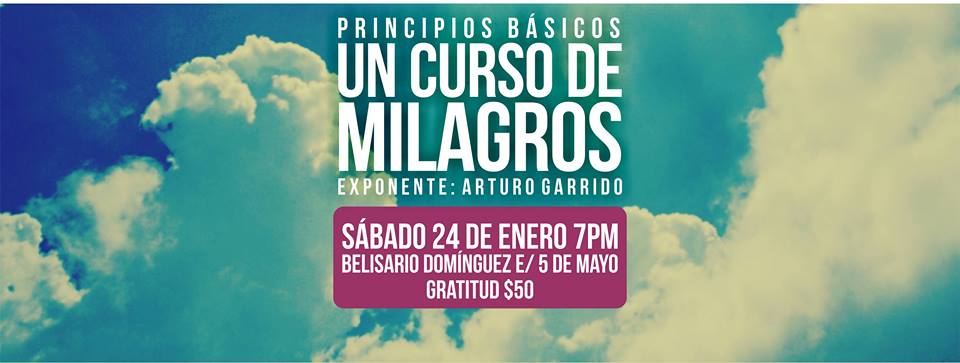 PRINCIPIOS BÁSICOS
UN CURSO DE
MILAGROS
EXPONENTE: ARTURO GARRIDO
SÁBADO 24 DE ENERO 7PM
BELISARIO DOMÍNGUEZ E/ 5 DE MAYO
GRATITUD $50